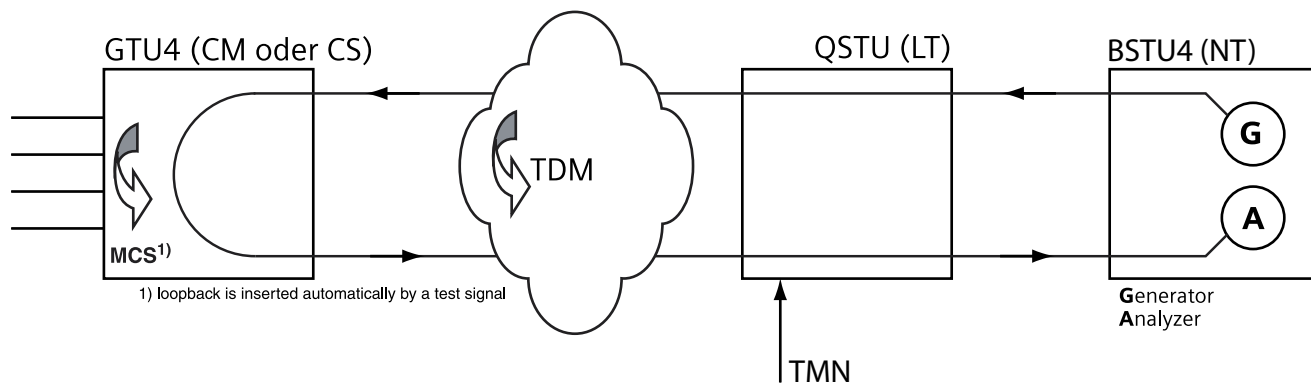 GTU4 (CM oder CS)
QSTU (LT)
BSTU4 (NT)
G
TDM
A
MCS1)
1) loopback is inserted automatically by a test signal
Generator
Analyzer
TMN